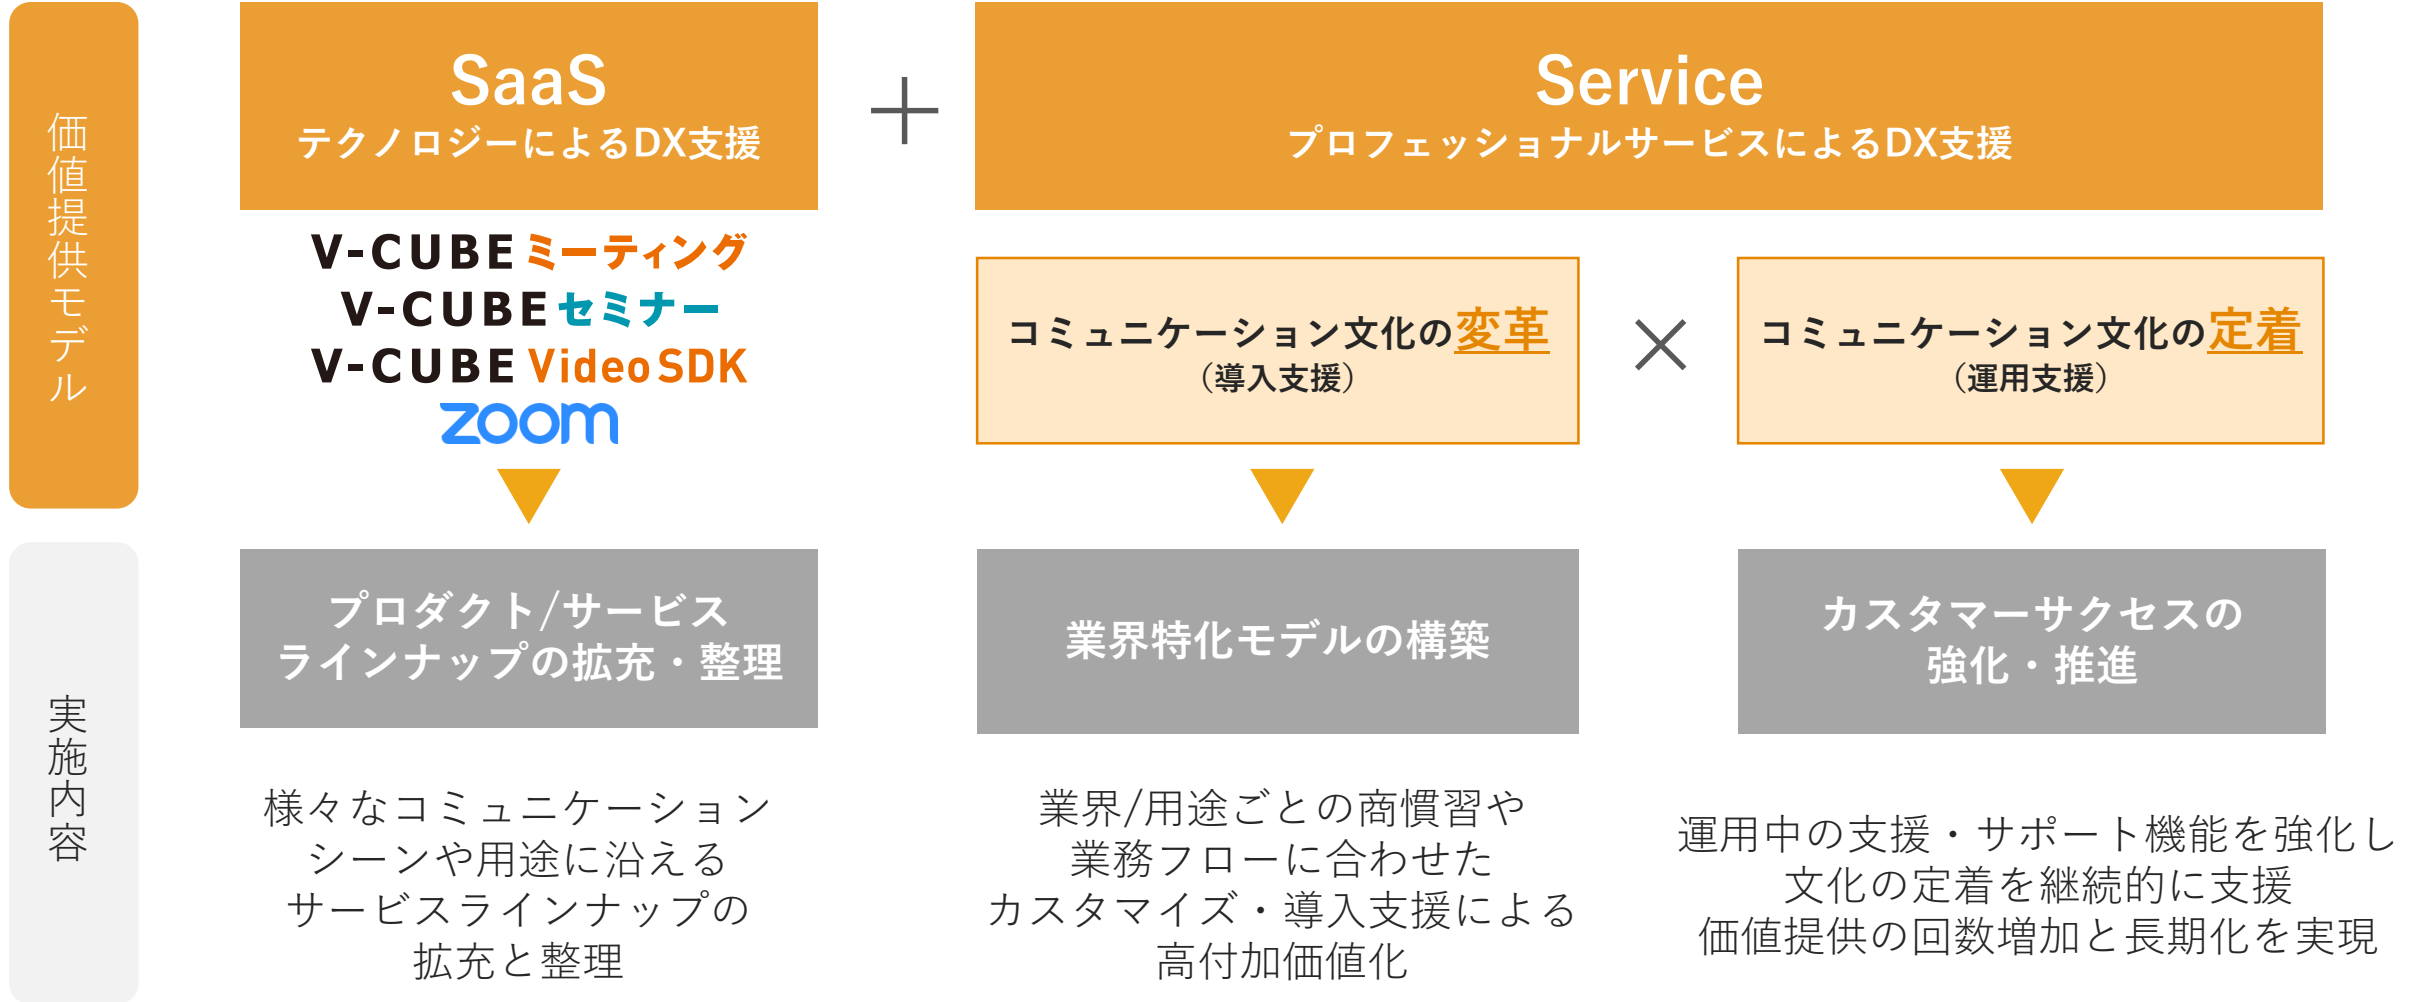 価値提供モデル
SaaS
テクノロジーによるDX支援
＋
Service
プロフェッショナルサービスによるDX支援
V-CUBE ミーティング
V-CUBE セミナー
V-CUBE Video SDK
zoom
コミュニケーション文化の変革
（導入支援）
×
コミュニケーション文化の定着
（運用支援）
実施内容
プロダクト/サービス
ラインナップの拡充・整理
様々なコミュニケーション
シーンや用途に沿える
サービスラインナップの
拡充と整理
業界特化モデルの構築
業界/用途ごとの商慣習や
業務フローに合わせた
カスタマイズ・導入支援による
高付加価値化
カスタマーサクセスの
強化・推進
運用中の支援・サポート機能を強化し
文化の定着を継続的に支援
価値提供の回数増加と長期化を実現